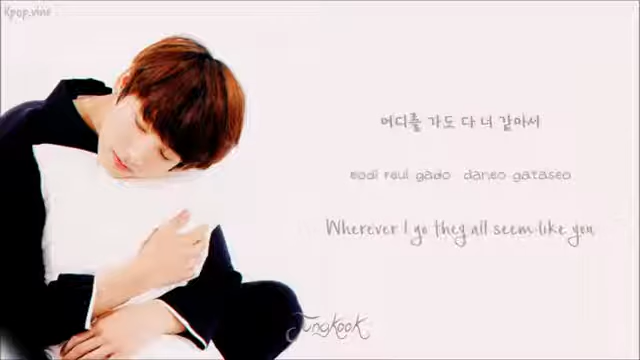 Kpop.vine
어디를 가도 다 너 같아서
eodi reul gado daneo gataseo
Wherever I go they all seem like you
Jungkook